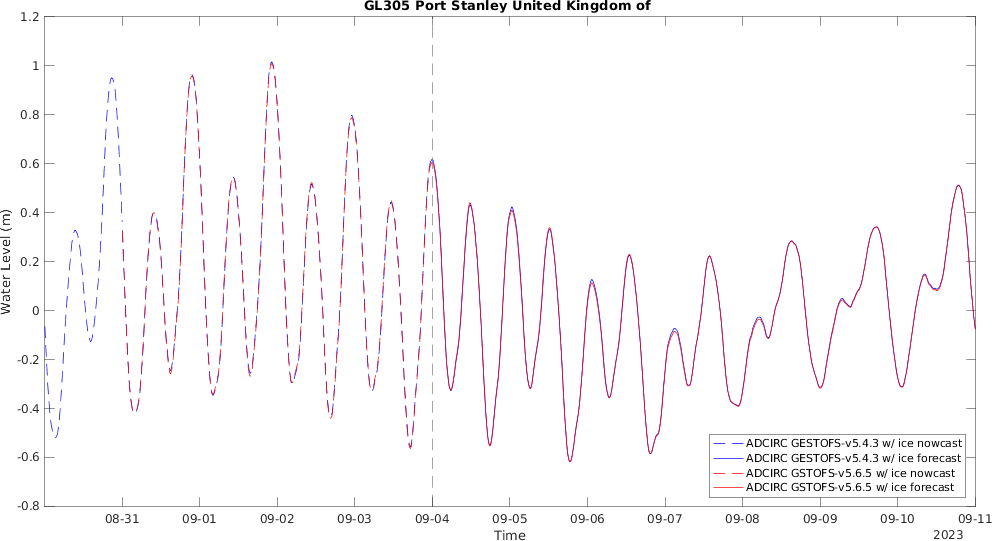 GL305 Port Stanley United Kingdom of
1.2
1
0.8
0.6
0.4
0.2
0
-0.2
-0.4
-0.6
-0.8
Water Level (m)
ADCIRC GESTOFS-v5.4.3 w/ ice nowcast
ADCIRC GESTOFS-v5.4.3 w/ ice forecast
ADCIRC GSTOFS-v5.6.5 w/ ice nowcast
ADCIRC GSTOFS-v5.6.5 w/ ice forecast
08-31 09-01 09-02 09-03 09-04 09-05 09-06 09-07 09-08 09-09 09-10 09-11
Time
2023